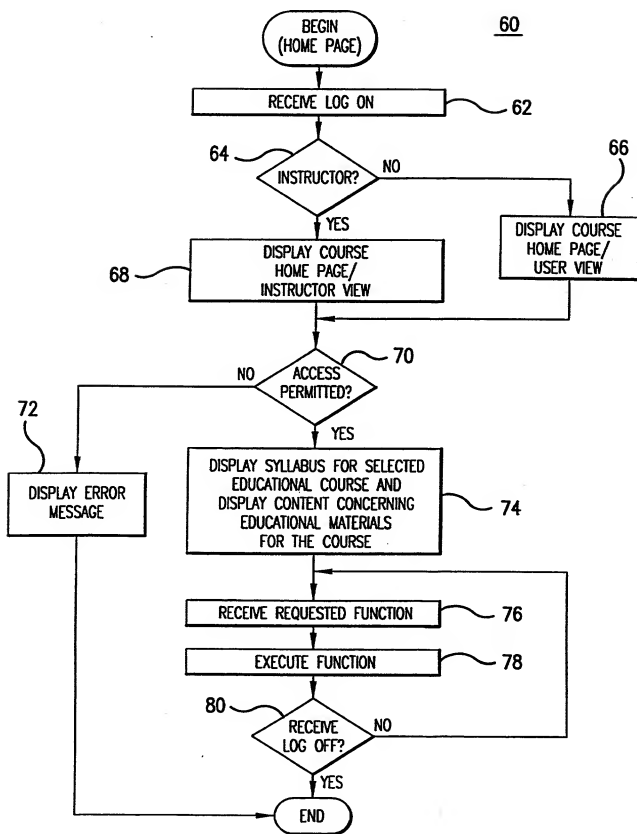 BEGIN
(HOME PAGE)
60
RECEIVE LOG ON
62
64
INSTRUCTOR?
NO
66
YES
DISPLAY COURSE
HOME PAGE/
INSTRUCTOR VIEW
68
DISPLAY COURSE
HOME PAGE/
USER VIEW
70
NO
ACCESS
PERMITTED?
72
YES
DISPLAY ERROR
MESSAGE
DISPLAY SYLLABUS FOR SELECTED
EDUCATIONAL COURSE AND
DISPLAY CONTENT CONCERNING
EDUCATIONAL MATERIALS
FOR THE COURSE
74
RECEIVE REQUESTED FUNCTION
76
EXECUTE FUNCTION
78
80
RECEIVE
LOG OFF?
NO
YES
END